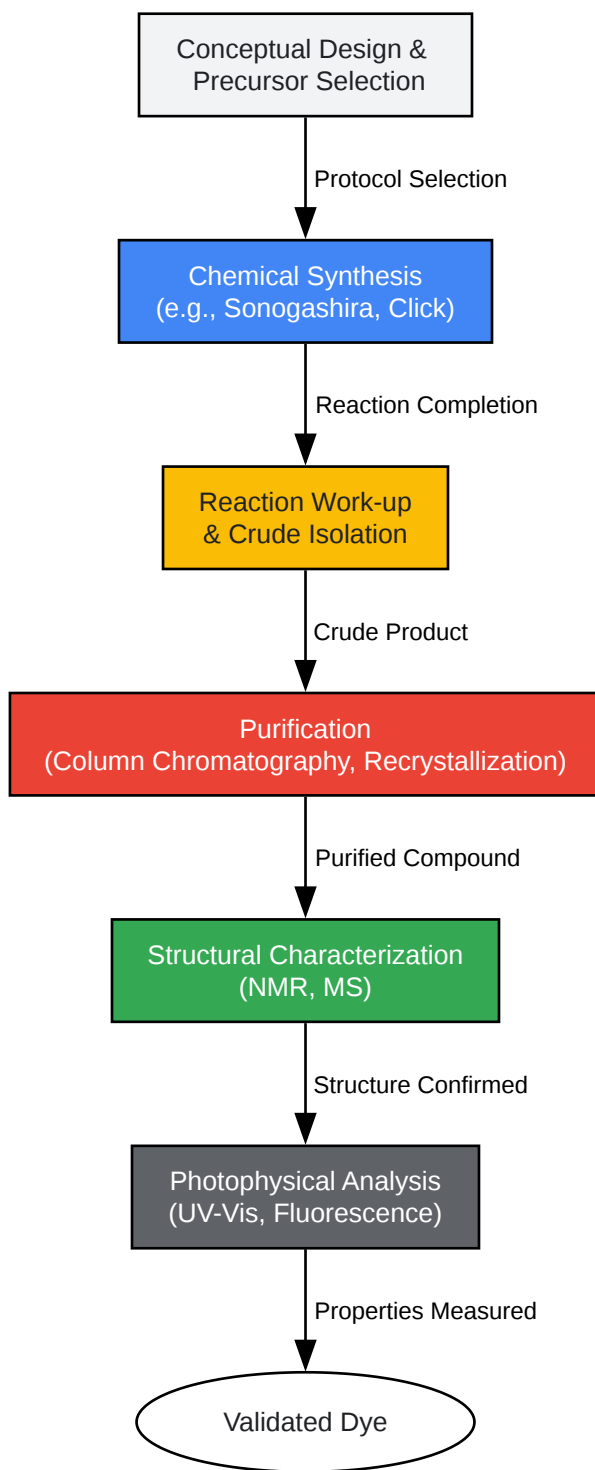 Conceptual Design &
Precursor Selection
Protocol Selection
Chemical Synthesis
(e.g., Sonogashira, Click)
Reaction Completion
Reaction Work-up
& Crude Isolation
Crude Product
Purification
(Column Chromatography, Recrystallization)
Purified Compound
Structural Characterization
(NMR, MS)
Structure Confirmed
Photophysical Analysis
(UV-Vis, Fluorescence)
Properties Measured
Validated Dye